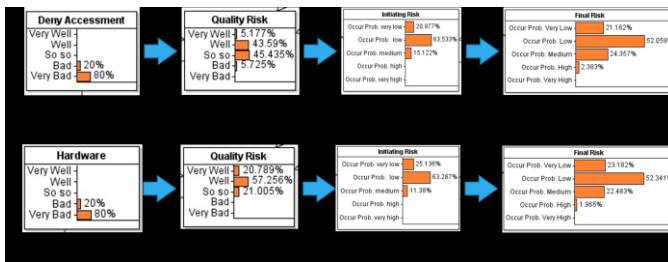 Deny Accessment
Very Well
Well
So so
Bad 20%
Very Bad 80%
Quality Risk
Very Well 5.177%
Well 43.59%
So so 45.435%
Bad 5.725%
Very Bad
Initiating Risk
Occur Prob. very low 20.977%
Occur Prob. low 63.533%
Occur Prob. medium 15.122%
Occur Prob. high
Occur Prob. very high
Final Risk
Occur Prob. Very Low 21.162%
Occur Prob. Low 52.059%
Occur Prob. Medium 24.357%
Occur Prob. High 2.383%
Occur Prob. Very High
Hardware
Very Well
Well
So so
Bad 20%
Very Bad 80%
Quality Risk
Very Well 20.789%
Well 57.256%
So so 21.005%
Bad
Very Bad
Initiating Risk
Occur Prob. very low 25.136%
Occur Prob. low 63.287%
Occur Prob. medium 11.38%
Occur Prob. high
Occur Prob. very high
Final Risk
Occur Prob. Very Low 23.182%
Occur Prob. Low 52.341%
Occur Prob. Medium 22.483%
Occur Prob. High 1.965%
Occur Prob. Very High